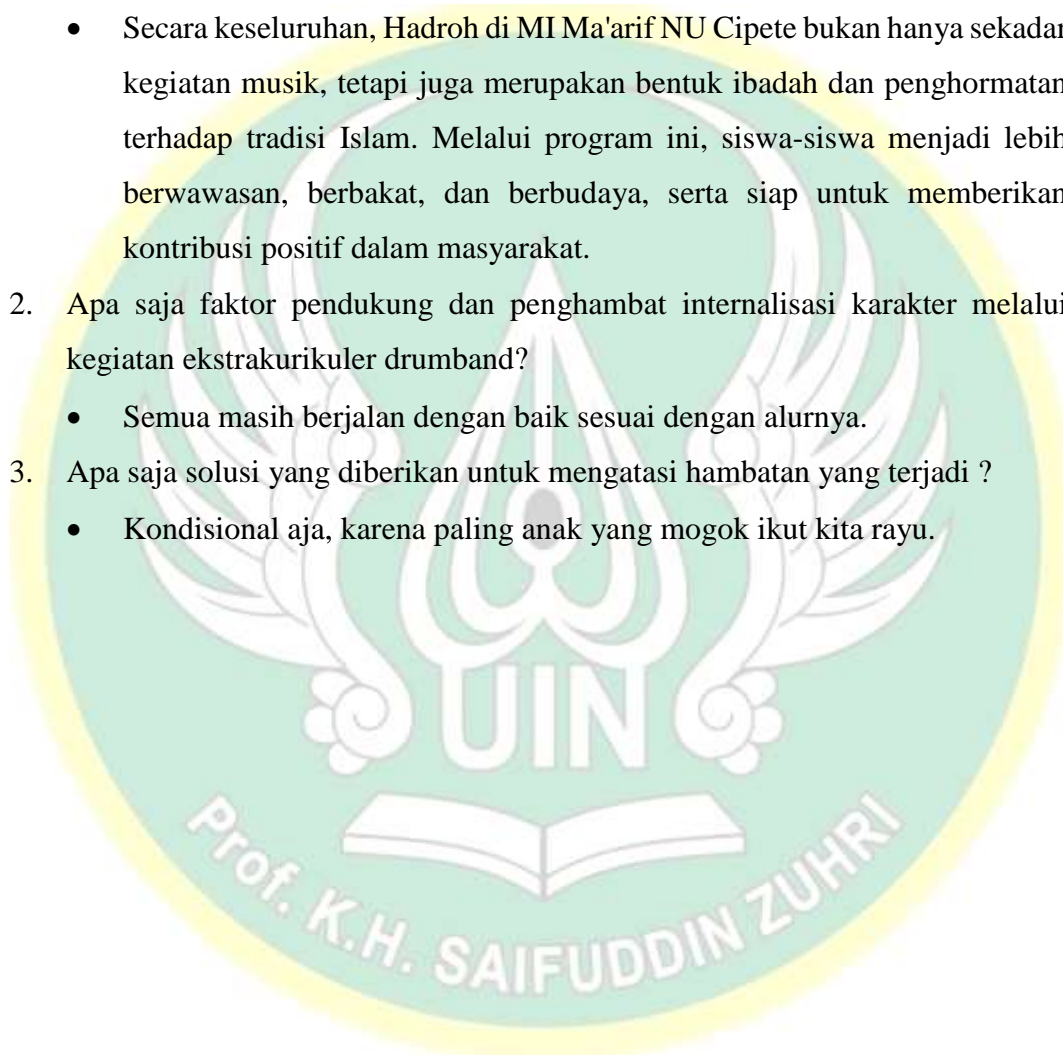 • Secara keseluruhan, Hadroh di MI Ma'arif NU Cipete bukan hanya sekadar
kegiatan musik, tetapi juga merupakan bentuk ibadah dan penghormatan
terhadap tradisi Islam. Melalui program ini, siswa-siswa menjadi lebih
berwawasan, berbakat, dan berbudaya, serta siap untuk memberikan
kontribusi positif dalam masyarakat.
2. Apa saja faktor pendukung dan penghambat internalisasi karakter melalui
kegiatan ekstrakurikuler drumband?
• Semua masih berjalan dengan baik sesuai dengan alurnya.
3. Apa saja solusi yang diberikan untuk mengatasi hambatan yang terjadi ?
• Kondisional aja, karena paling anak yang mogok ikut kita rayu.
UIN
Prof. K.H. SAIFUDDIN ZUHRI